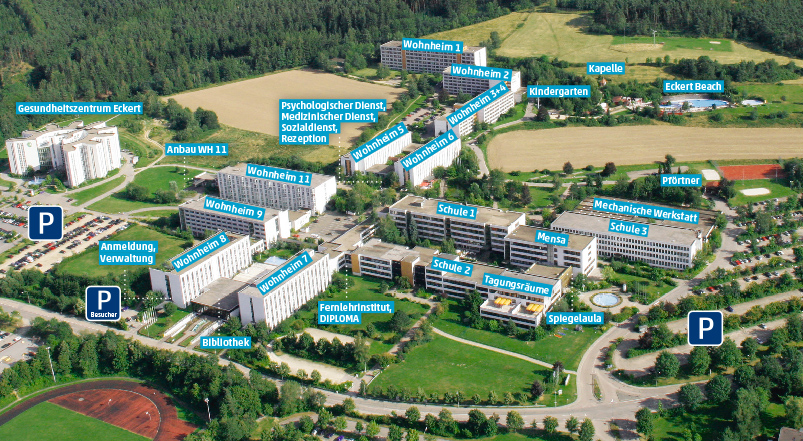 Wohnheim 1
Wohnheim 2
Kapelle
Wohnheim 3+4
Kindergarten
Eckert Beach
Gesundheitszentrum Eckert
Psychologischer Dienst,
Medizinischer Dienst,
Sozialdienst,
Rezeption
Wohnheim 5
Wohnheim 6
Anbau WH 11
Wohnheim 11
Pförtner
Wohnheim 9
Schule 1
Mechanische Werkstatt
Schule 3
P
Mensa
Anmeldung,
Verwaltung
Wohnheim 8
Wohnheim 7
Schule 2
Tagungsräume
P
Besucher
Fernlehrinstitut,
DIPLOMA
Spiegelaula
P
Bibliothek